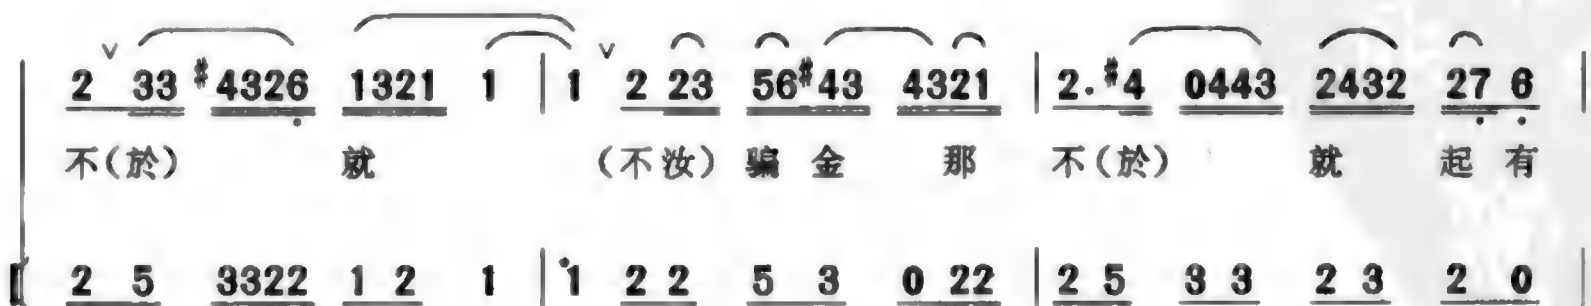 2 33 #4326 1321 1 | 1 2 23 56#43 4321 | 2. #4 0443 2432 27 6 |
不(於) 就 (不汝) 骗 金 那 不(於) 就 起 有
2 5 3322 1 2 1 | 1 2 2 5 3 0 22 | 2 5 3 3 2 3 2 0 |